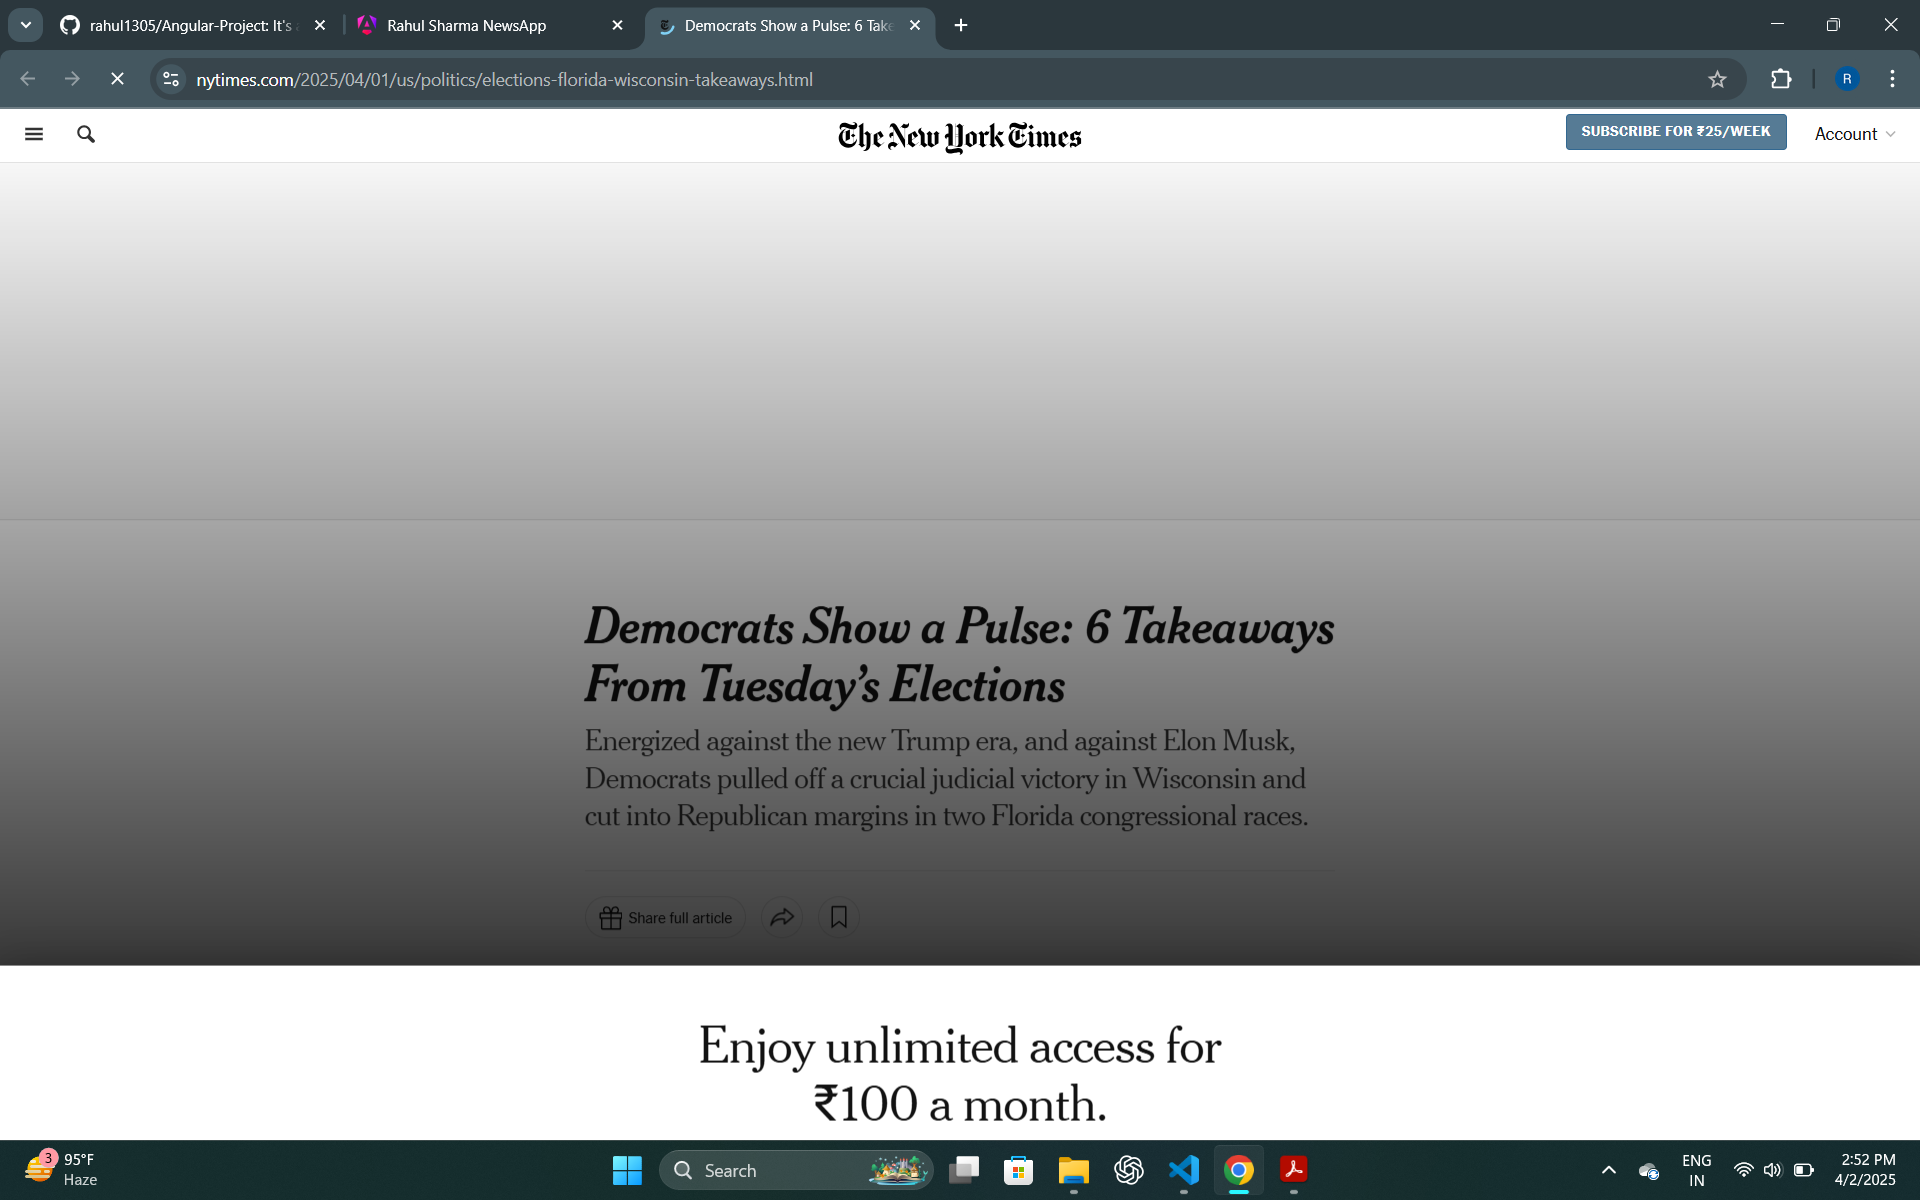 rahul1305/Angular-Project: It's a
Rahul Sharma NewsApp
Democrats Show a Pulse: 6 Take
nytimes.com/2025/04/01/us/politics/elections-florida-wisconsin-takeaways.html
R
The New York Times
SUBSCRIBE FOR ₹25/WEEK
Account
Democrats Show a Pulse: 6 Takeaways
From Tuesday’s Elections
Energized against the new Trump era, and against Elon Musk,
Democrats pulled off a crucial judicial victory in Wisconsin and
cut into Republican margins in two Florida congressional races.
Share full article
Enjoy unlimited access for
₹100 a month.
3
95°F
Haze
Search
ENG
IN
2:52 PM
4/2/2025